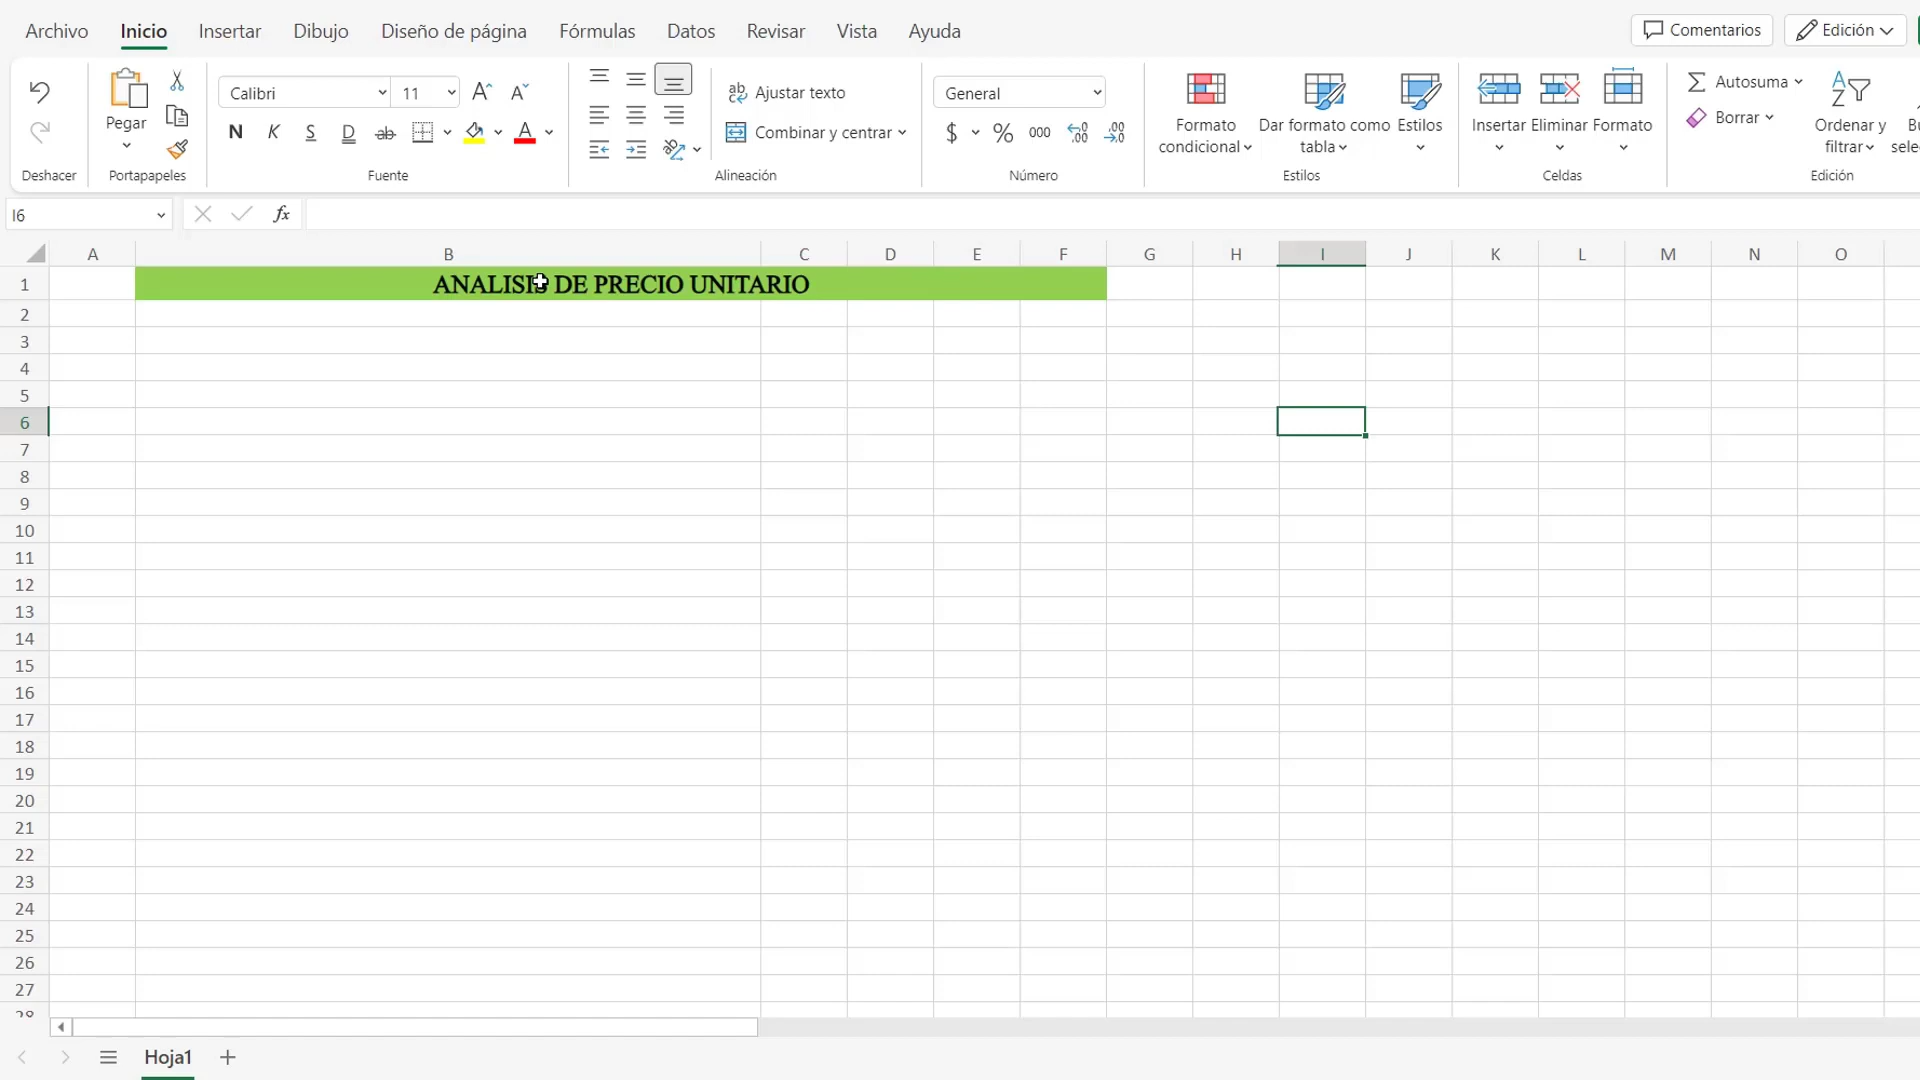 Archivo Inicio Insertar Dibujo Diseño de página Fórmulas Datos Revisar Vista Ayuda Comentarios Edición
Pegar
Calibri 11
Ajustar texto
General
Formato condicional
Dar formato como tabla
Estilos
Insertar Eliminar Formato
Autosuma
Borrar
Ordenar y filtrar
N K S D ab
Combinar y centrar
$ % 000
Deshacer Portapapeles Fuente Alineación Número Estilos Celdas Edición
I6 fx
A B C D E F G H I J K L M N O
1 ANALISIS DE PRECIO UNITARIO
2
3
4
5
6
7
8
9
10
11
12
13
14
15
16
17
18
19
20
21
22
23
24
25
26
27
28
Hoja1